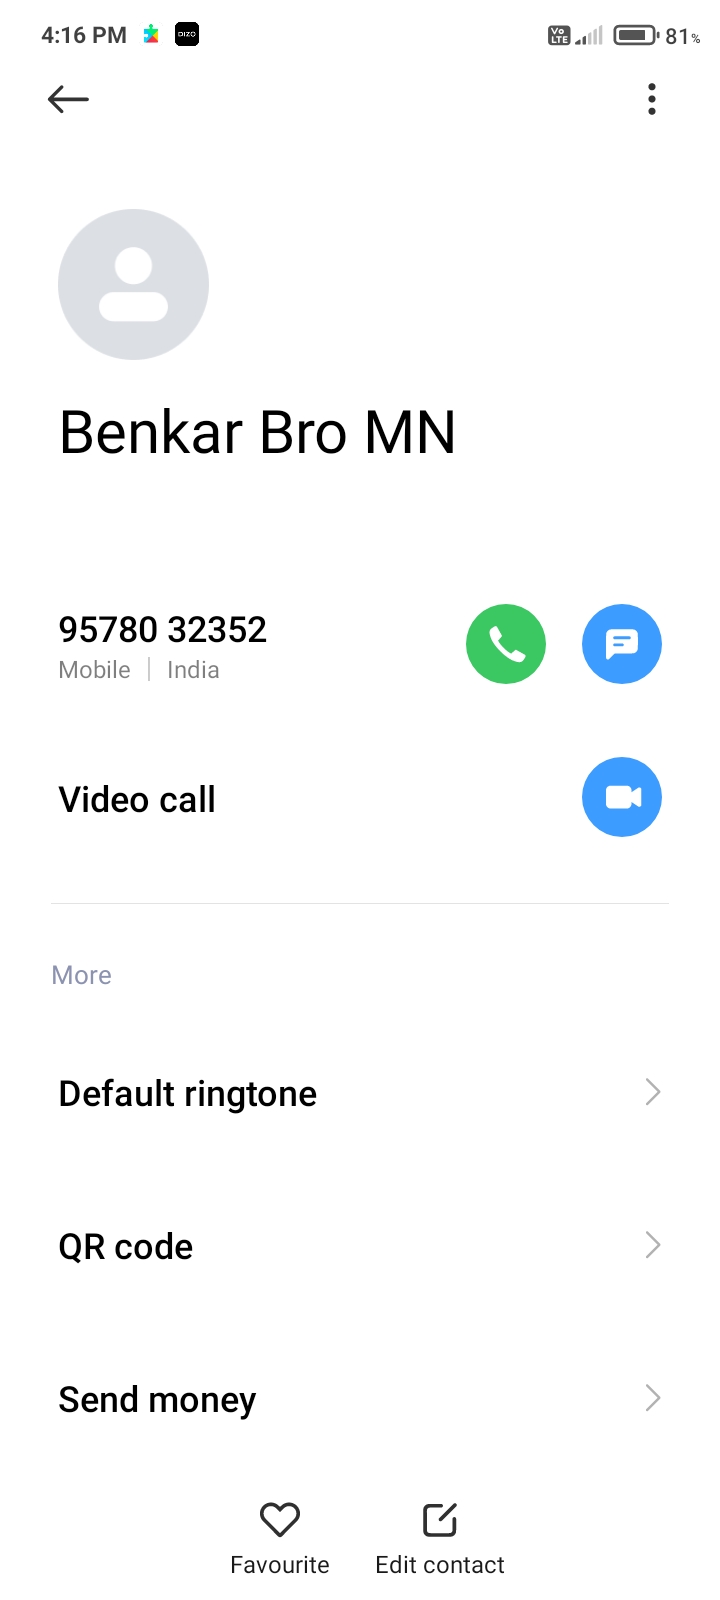 4:16 PM DIZO Vo LTE 81%
Benkar Bro MN
95780 32352
Mobile | India
Video call
More
Default ringtone
QR code
Send money
Favourite Edit contact